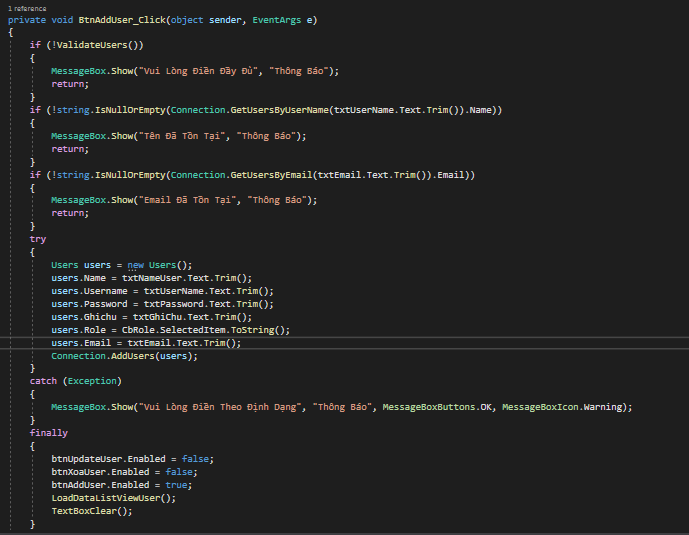 1 reference
private void BtnAddUser_Click(object sender, EventArgs e)
{
if (!ValidateUsers())
{
MessageBox.Show("Vui Lòng Điền Đầy Đủ", "Thông Báo");
return;
}
if (!string.IsNullOrEmpty(Connection.GetUsersByUserName(txtUserName.Text.Trim()).Name))
{
MessageBox.Show("Tên Đã Tồn Tại", "Thông Báo");
return;
}
if (!string.IsNullOrEmpty(Connection.GetUsersByEmail(txtEmail.Text.Trim()).Email))
{
MessageBox.Show("Email Đã Tồn Tại", "Thông Báo");
return;
}
try
{
Users users = new Users();
users.Name = txtNameUser.Text.Trim();
users.Username = txtUserName.Text.Trim();
users.Password = txtPassword.Text.Trim();
users.Ghichu = txtGhiChu.Text.Trim();
users.Role = CbRole.SelectedItem.ToString();
users.Email = txtEmail.Text.Trim();
Connection.AddUsers(users);
}
catch (Exception)
{
MessageBox.Show("Vui Lòng Điền Theo Định Dạng", "Thông Báo", MessageBoxButtons.OK, MessageBoxIcon.Warning);
}
finally
{
btnUpdateUser.Enabled = false;
btnXoaUser.Enabled = false;
btnAddUser.Enabled = true;
LoadDataListViewUser();
TextBoxClear();
}